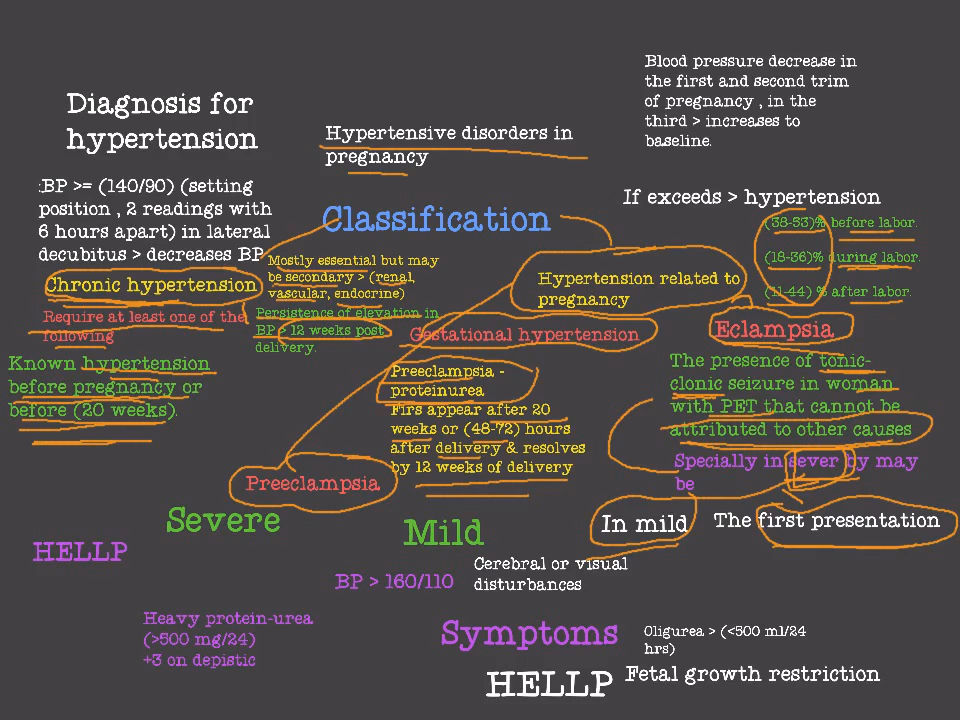 Diagnosis for
hypertension
:BP >= (140/90) (setting
position , 2 readings with
6 hours apart) in lateral
decubitus > decreases BP
Hypertensive disorders in
pregnancy
Blood pressure decrease in
the first and second trim
of pregnancy , in the
third > increases to
baseline.
Classification
If exceeds > hypertension
(38-53)% before labor.
(18-36)% during labor.
(11-44) % after labor.
Chronic hypertension
Mostly essential but may
be secondary > (renal,
vascular, endocrine)
Hypertension related to
pregnancy
Require at least one of the
following
Persistence of elevation in
BP > 12 weeks post
delivery.
Gestational hypertension
Eclampsia
Known hypertension
before pregnancy or
before (20 weeks).
Preeclampsia -
proteinurea
Firs appear after 20
weeks or (48-72) hours
after delivery & resolves
by 12 weeks of delivery
The presence of tonic-
clonic seizure in woman
with PET that cannot be
attributed to other causes
Specially in sever by may
be
Preeclampsia
Severe
Mild
In mild
The first presentation
HELLP
BP > 160/110
Cerebral or visual
disturbances
Heavy protein-urea
(>500 mg/24)
+3 on depistic
Symptoms
Oligurea > (<500 ml/24
hrs)
HELLP
Fetal growth restriction